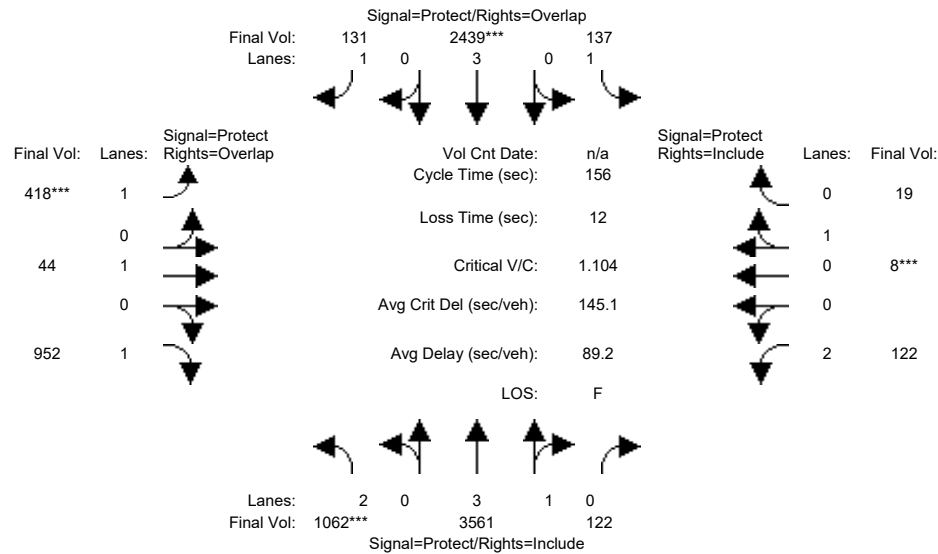 Signal=Protect/Rights=Overlap
Final Vol: 131 2439*** 137
Lanes: 1 0 3 0 1
Signal=Protect
Final Vol: Lanes: Rights=Overlap
Vol Cnt Date: n/a
Signal=Protect
Rights=Include Lanes: Final Vol:
Cycle Time (sec): 156
418*** 1
0 19
Loss Time (sec): 12
0
1
44 1
Critical V/C: 1.104
0 8***
0
Avg Crit Del (sec/veh): 145.1
0
952 1
Avg Delay (sec/veh): 89.2
2 122
LOS: F
Lanes: 2 0 3 1 0
Final Vol: 1062*** 3561 122
Signal=Protect/Rights=Include